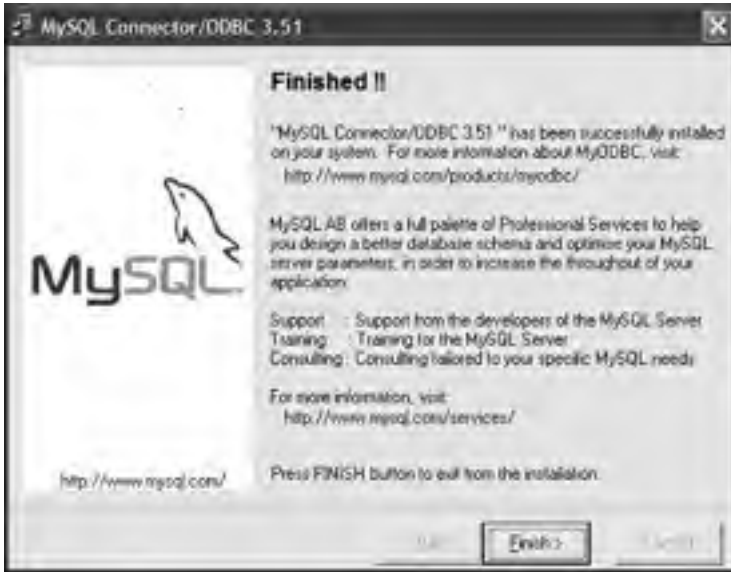 MySQL Connector/ODBC 3.51
Finished !!
"MySQL Connector/ODBC 3.51 " has been successfully installed
on your system. For more information about MyODBC, visit:
http://www.mysql.com/products/myodbc/
MySQL AB offers a full palette of Professional Services to help
you design a better database schema and optimise your MySQL
server parameters, in order to increase the throughput of your
application:
Support : Support from the developers of the MySQL Server
Training : Training for the MySQL Server
Consulting : Consulting tailored to your specific MySQL needs
For more information, visit:
http://www.mysql.com/services/
Press FINISH button to exit from the installation.
MySQL
http://www.mysql.com/
Finish >